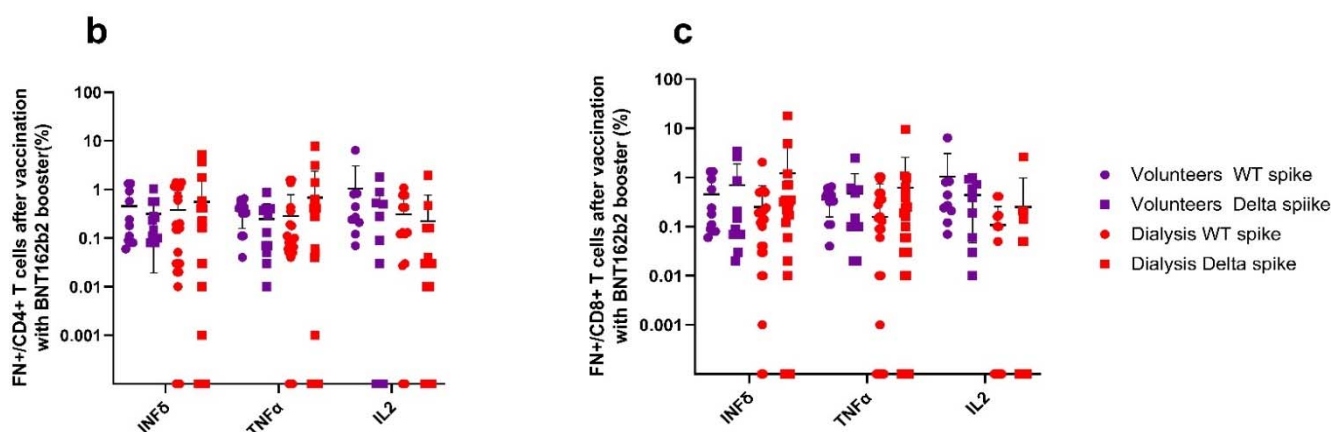 b
FN+/CD4+ T cells after vaccination
with BNT162b2 booster(%)
100
10
1
0.1
0.01
0.001
INFδ
TNFα
IL2
c
FN+/CD8+ T cells after vaccination
with BNT162b2 booster (%)
100
10
1
0.1
0.01
0.001
INFδ
TNFα
IL2
Volunteers WT spike
Volunteers Delta spiike
Dialysis WT spike
Dialysis Delta spike